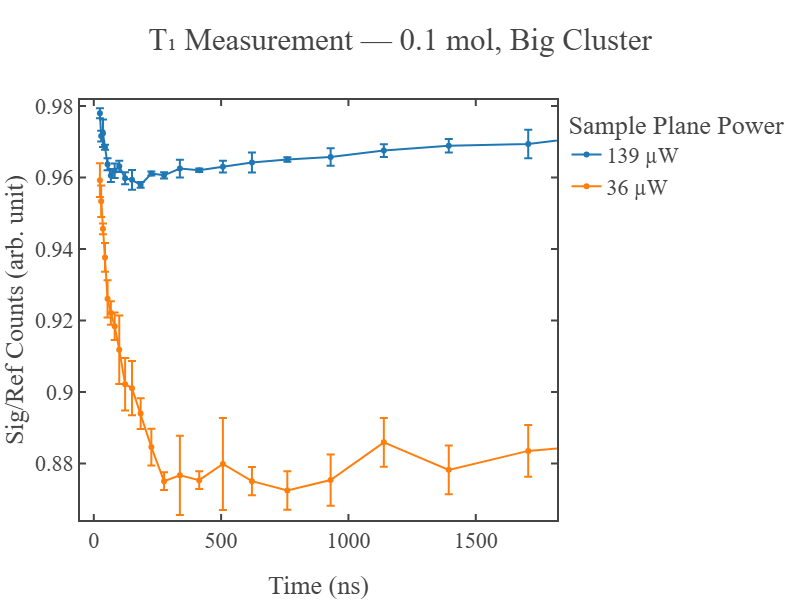 T₁ Measurement — 0.1 mol, Big Cluster
Sample Plane Power
139 µW
36 µW
Sig/Ref Counts (arb. unit)
0.98
0.96
0.94
0.92
0.9
0.88
0
500
1000
1500
Time (ns)